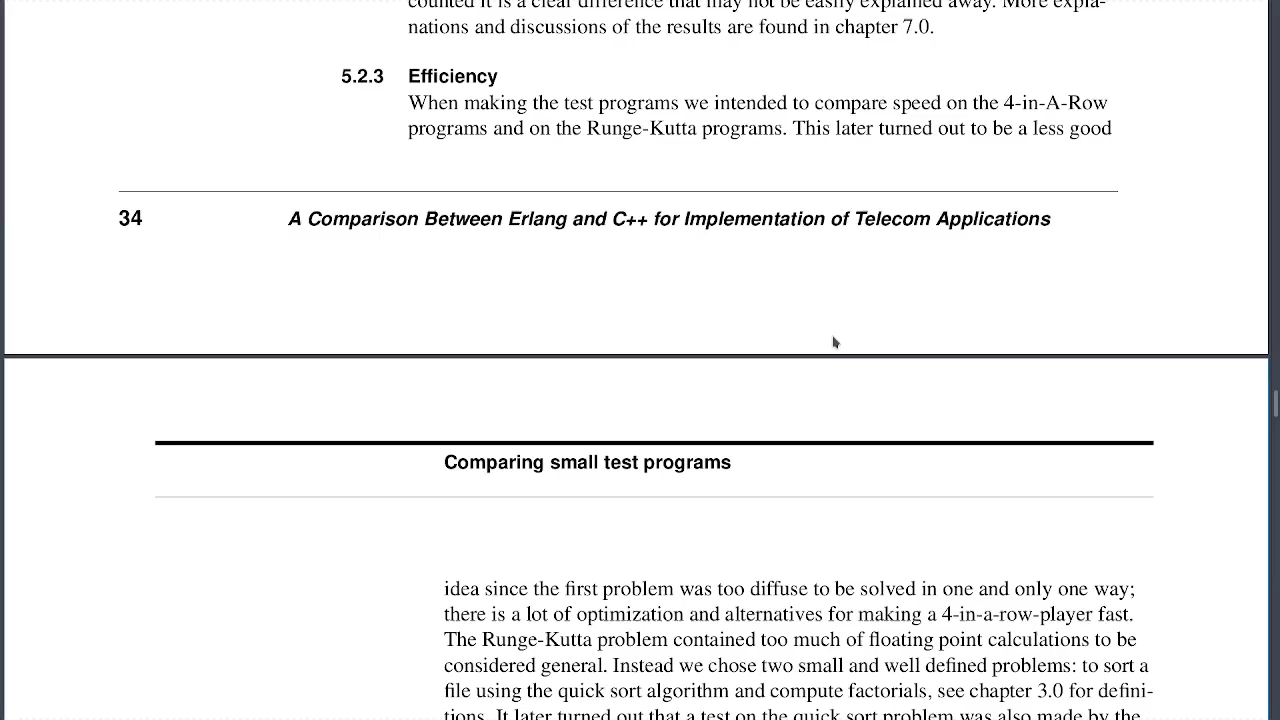 counted it is a clear difference that may not be easily explained away. More expla-
nations and discussions of the results are found in chapter 7.0.
5.2.3 Efficiency
When making the test programs we intended to compare speed on the 4-in-A-Row
programs and on the Runge-Kutta programs. This later turned out to be a less good
34 A Comparison Between Erlang and C++ for Implementation of Telecom Applications
Comparing small test programs
idea since the first problem was too diffuse to be solved in one and only one way;
there is a lot of optimization and alternatives for making a 4-in-a-row-player fast.
The Runge-Kutta problem contained too much of floating point calculations to be
considered general. Instead we chose two small and well defined problems: to sort a
file using the quick sort algorithm and compute factorials, see chapter 3.0 for defini-
tions. It later turned out that a test on the quick sort problem was also made by the